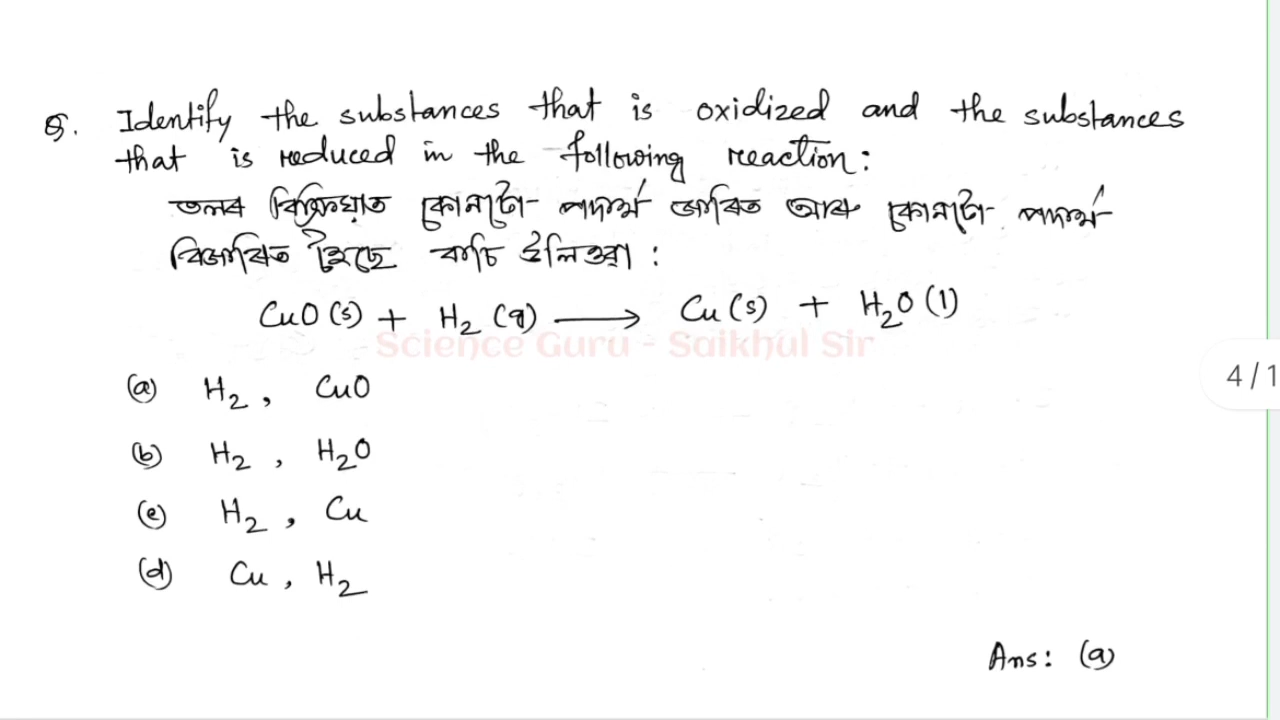 Q. Identify the substances that is oxidized and the substances
that is reduced in the following reaction:
তলৰ বিক্ৰিয়াত কোনটো পদাৰ্থ জাৰিত আৰু কোনটো পদাৰ্থ
বিজাৰিত হৈছে বাচি উলিওৱা :
CuO (s) + H₂ (g) ⟶ Cu (s) + H₂O (l)
Science Guru - Saikhul Sir
(a) H₂, CuO
4 / 1
(b) H₂, H₂O
(c) H₂, Cu
(d) Cu, H₂
Ans: (a)